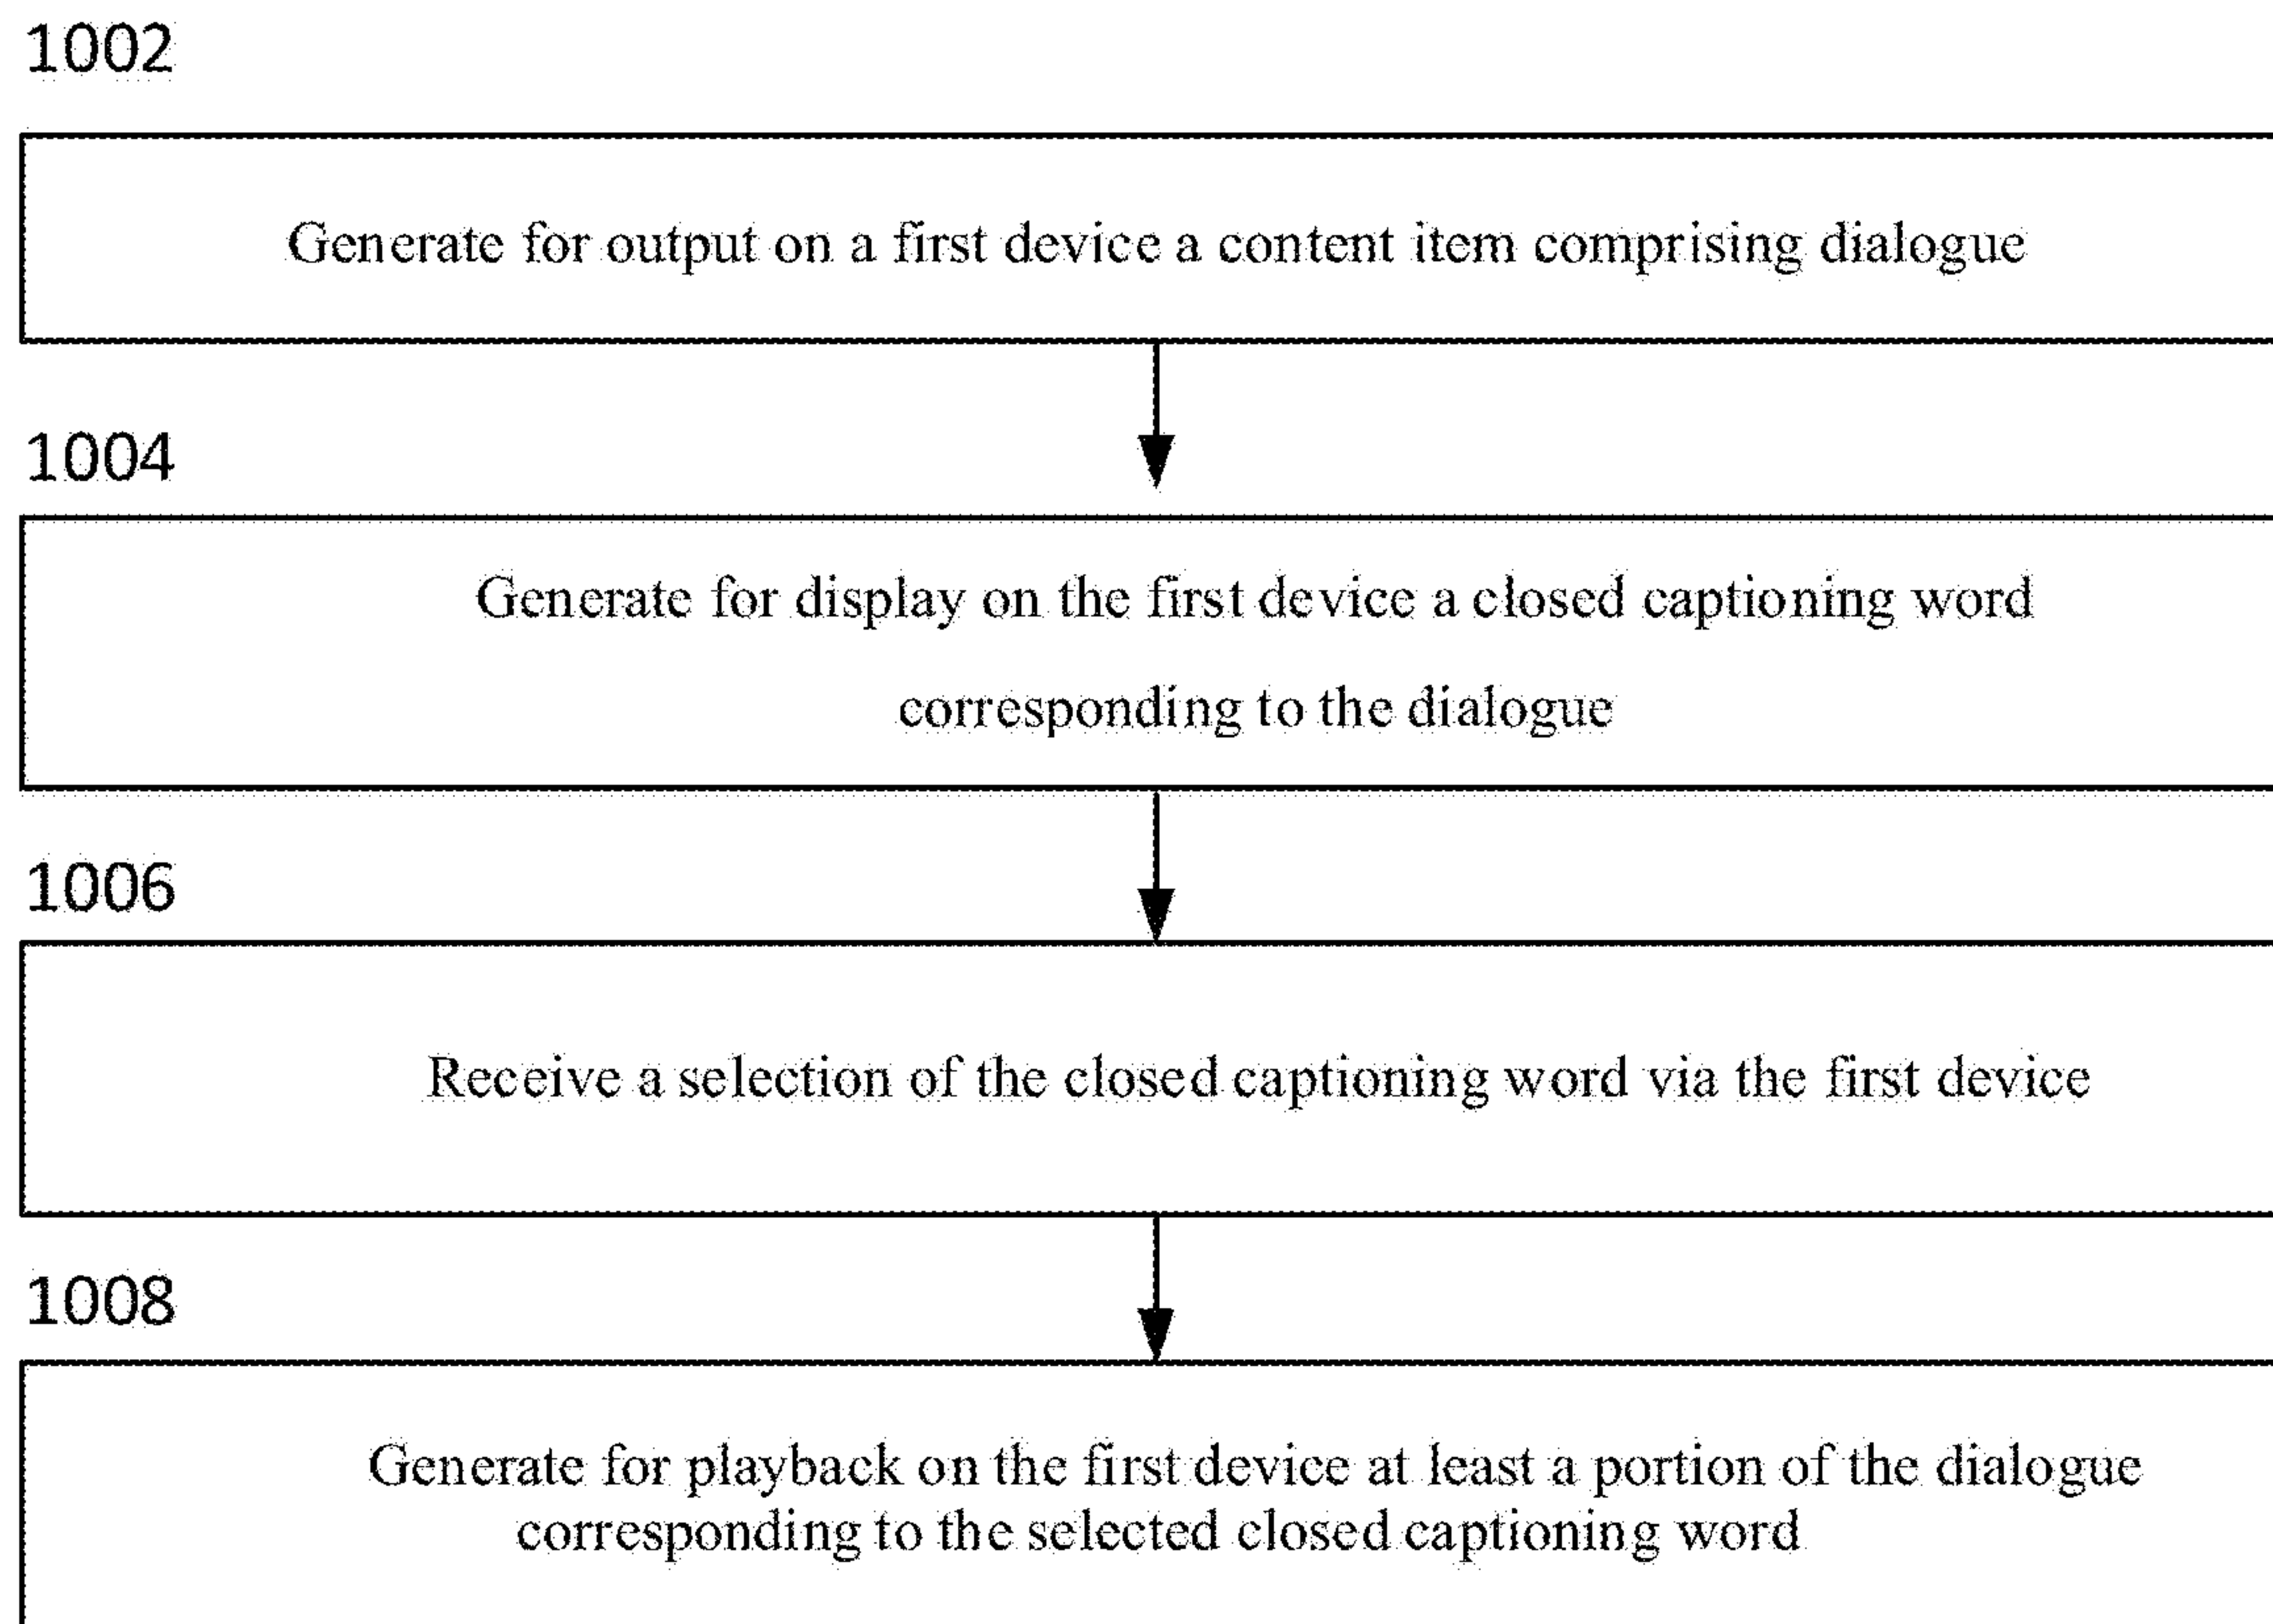 1002
Generate for output on a first device a content item comprising dialogue
1004
Generate for display on the first device a closed captioning word
corresponding to the dialogue
1006
Receive a selection of the closed captioning word via the first device
1008
Generate for playback on the first device at least a portion of the dialogue
corresponding to the selected closed captioning word